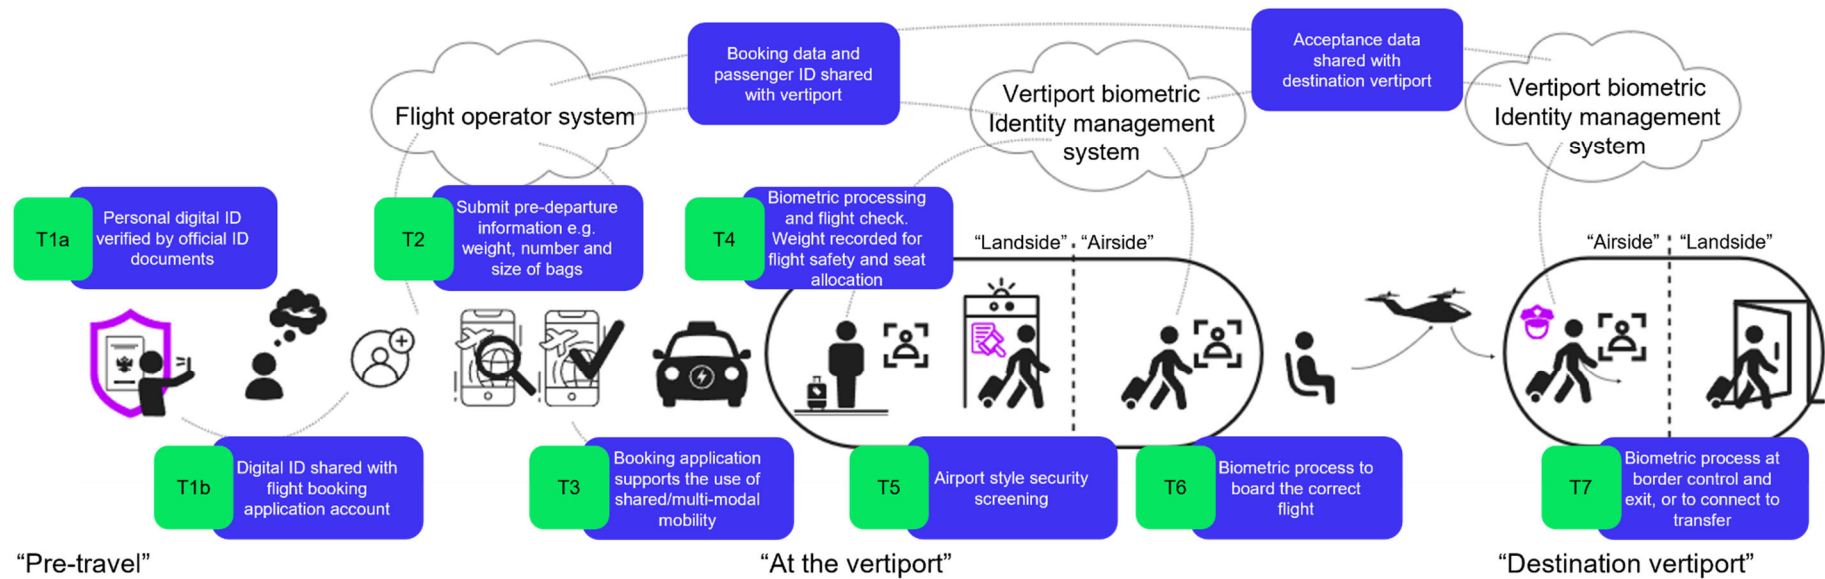 Booking data and
passenger ID shared
with vertiport
Acceptance data
shared with
destination vertiport
Flight operator system
Vertiport biometric
Identity management
system
Vertiport biometric
Identity management
system
T1a
Personal digital ID
verified by official ID
documents
T2
Submit pre-departure
information e.g.
weight, number and
size of bags
T4
Biometric processing
and flight check.
Weight recorded for
flight safety and seat
allocation
“Landside”
“Airside”
“Airside”
“Landside”
T1b
Digital ID shared with
flight booking
application account
T3
Booking application
supports the use of
shared/multi-modal
mobility
T5
Airport style security
screening
T6
Biometric process to
board the correct
flight
T7
Biometric process at
border control and
exit, or to connect to
transfer
“Pre-travel”
“At the vertiport”
“Destination vertiport”